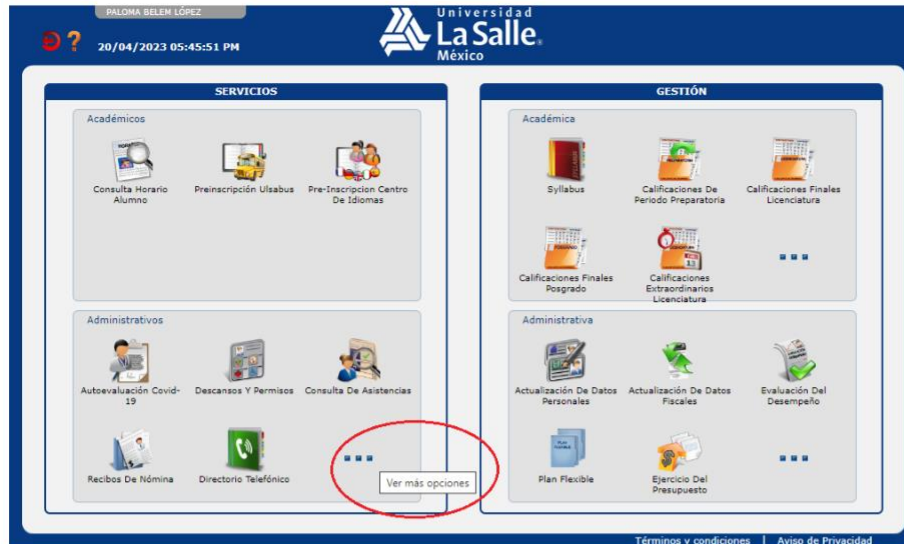 PALOMA BELEM LÓPEZ
20/04/2023 05:45:51 PM
Universidad
La Salle®
México
SERVICIOS
Académicos
Consulta Horario
Alumno
Preinscripción Ulsabus
Pre-Inscripcion Centro
De Idiomas
Administrativos
Autoevaluación Covid-
19
Descansos Y Permisos
Consulta De Asistencias
Recibos De Nómina
Directorio Telefónico
Ver más opciones
GESTIÓN
Académica
Syllabus
Calificaciones De
Periodo Preparatoria
Calificaciones Finales
Licenciatura
Calificaciones Finales
Posgrado
Calificaciones
Extraordinarios
Licenciatura
Administrativa
Actualización De Datos
Personales
Actualización De Datos
Fiscales
Evaluación Del
Desempeño
PLAN
FLEXIBLE
Plan Flexible
Ejercicio Del
Presupuesto
Términos y condiciones | Aviso de Privacidad